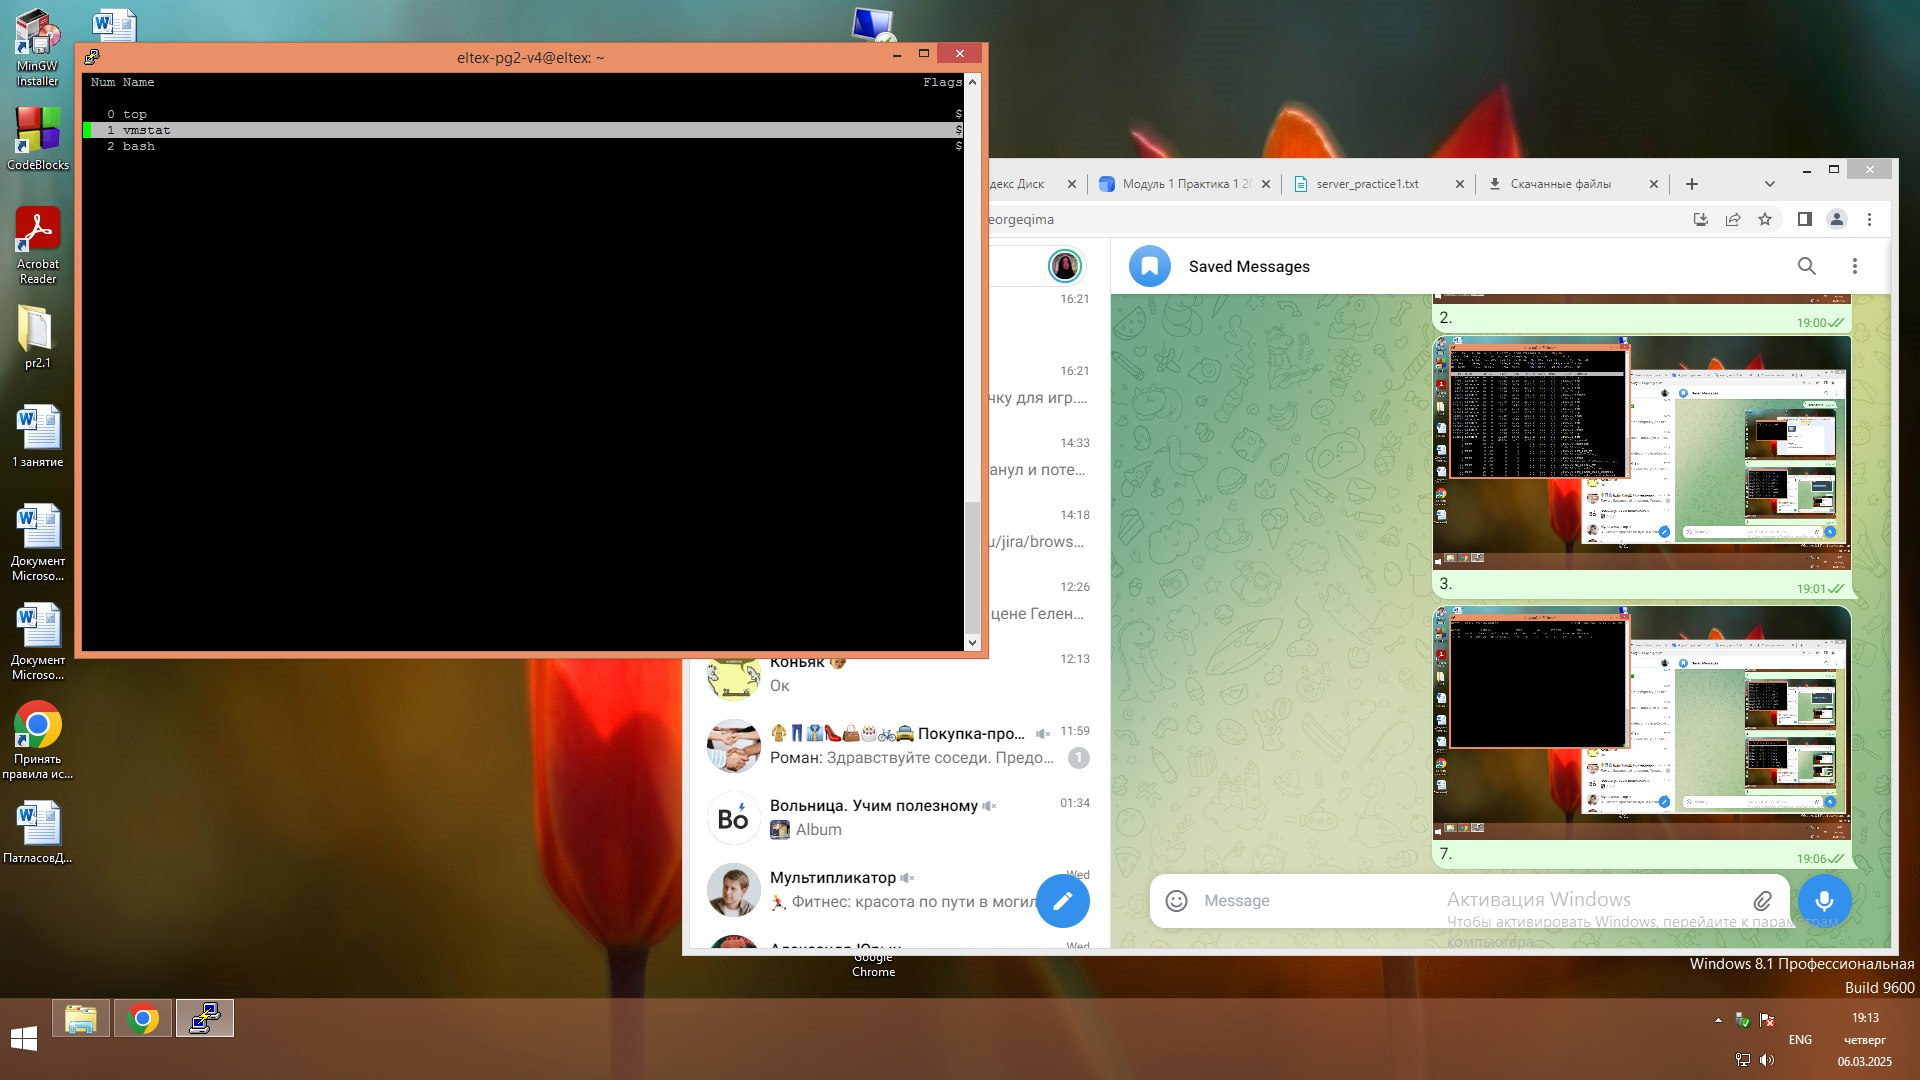 MinGW
Installer
CodeBlocks
Acrobat
Reader
pr2.1
1 занятие
Документ
Microso...
Документ
Microso...
Принять
правила ис...
ПатласовД...
eltex-pg2-v4@eltex: ~
Num Name Flags
0 top $
1 vmstat $
2 bash $
декс Диск
Модуль 1 Практика 1 20
server_practice1.txt
Скачанные файлы
eorgeqima
16:21
16:21
чку для игр....
14:33
анул и поте...
14:18
u/jira/brows...
12:26
цене Гелен...
Коньяк
12:13
Ок
Покупка-про...
11:59
Роман: Здравствуйте соседи. Предо...
1
Вольница. Учим полезному
01:34
Bo
Album
Мультипликатор
Wed
Фитнес: красота по пути в могил
Александр Юрьи
Wed
Saved Messages
2.
19:00
3.
19:01
7.
19:06
Message
Активация Windows
Чтобы активировать Windows, перейдите к параметрам
компьютера.
Google
Chrome
Windows 8.1 Профессиональная
Build 9600
ENG
19:13
четверг
06.03.2025